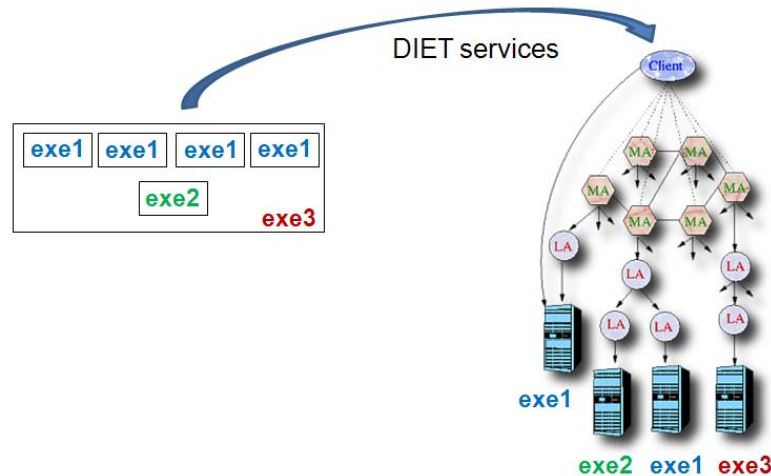 DIET services
exe1 exe1 exe1 exe1
exe2
exe3
Client
MA MA
MA MA
MA MA
LA
LA LA
LA LA
LA
exe1
exe2 exe1 exe3